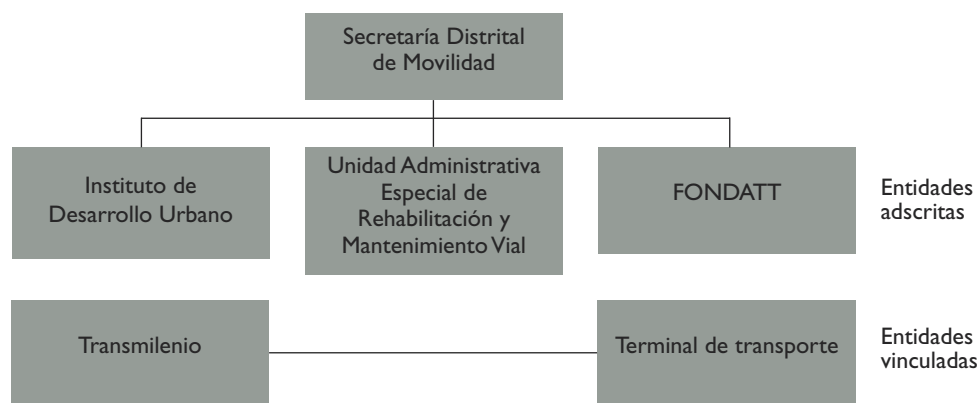 Secretaría Distrital
de Movilidad
Instituto de
Desarrollo Urbano
Unidad Administrativa
Especial de
Rehabilitación y
Mantenimiento Vial
FONDATT
Entidades
adscritas
Transmilenio
Terminal de transporte
Entidades
vinculadas